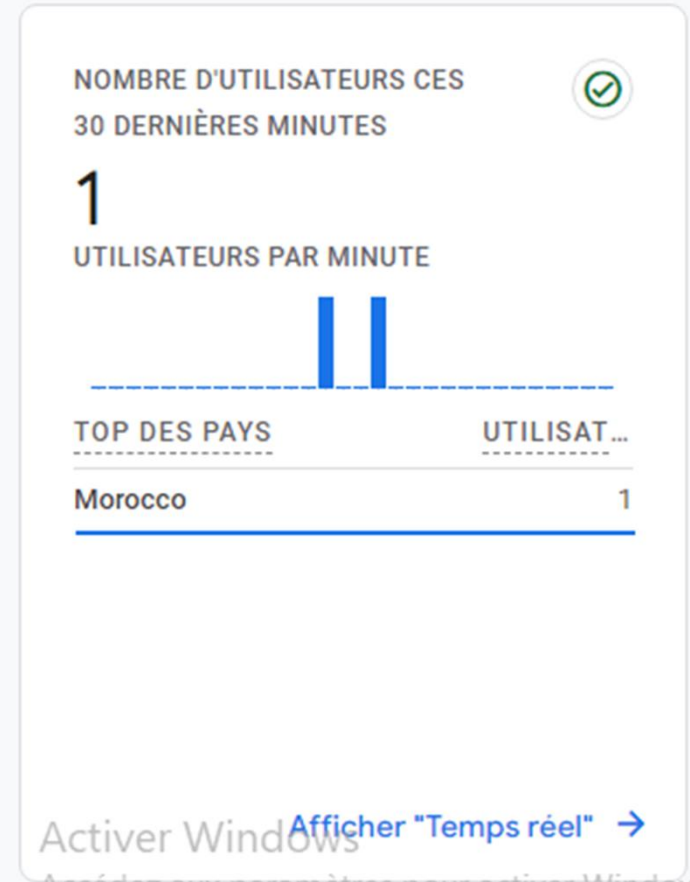 NOMBRE D'UTILISATEURS CES
30 DERNIÈRES MINUTES
1
UTILISATEURS PAR MINUTE
TOP DES PAYS UTILISAT...
Morocco 1
Afficher "Temps réel" →
Activer Windows